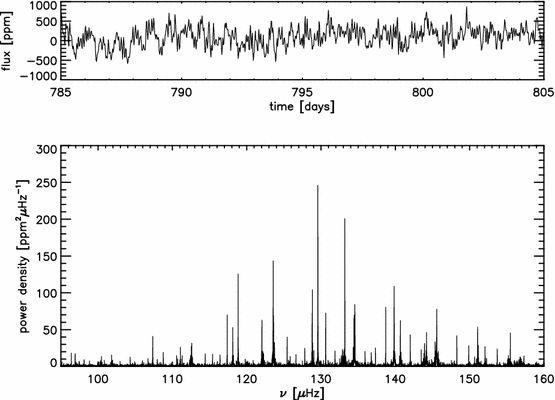 1000
500
0
−500
−1000
flux [ppm]
785 790 795 800 805
time [days]
300
250
200
150
100
50
0
power density [ppm²μHz⁻¹]
100 110 120 130 140 150 160
ν [μHz]